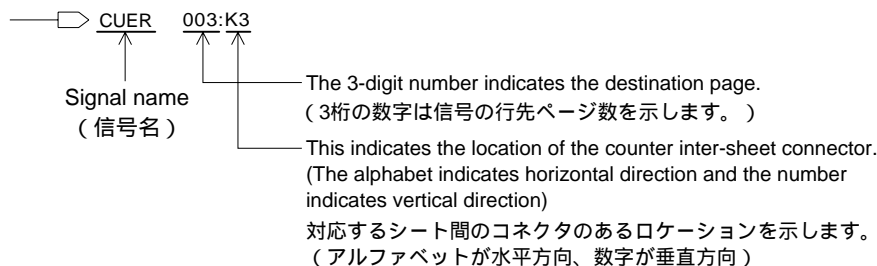 CUER 003:K3
Signal name
（信号名）
The 3-digit number indicates the destination page.
（3桁の数字は信号の行先ページ数を示します。）
This indicates the location of the counter inter-sheet connector.
(The alphabet indicates horizontal direction and the number
indicates vertical direction)
対応するシート間のコネクタのあるロケーションを示します。
（アルファベットが水平方向、数字が垂直方向）